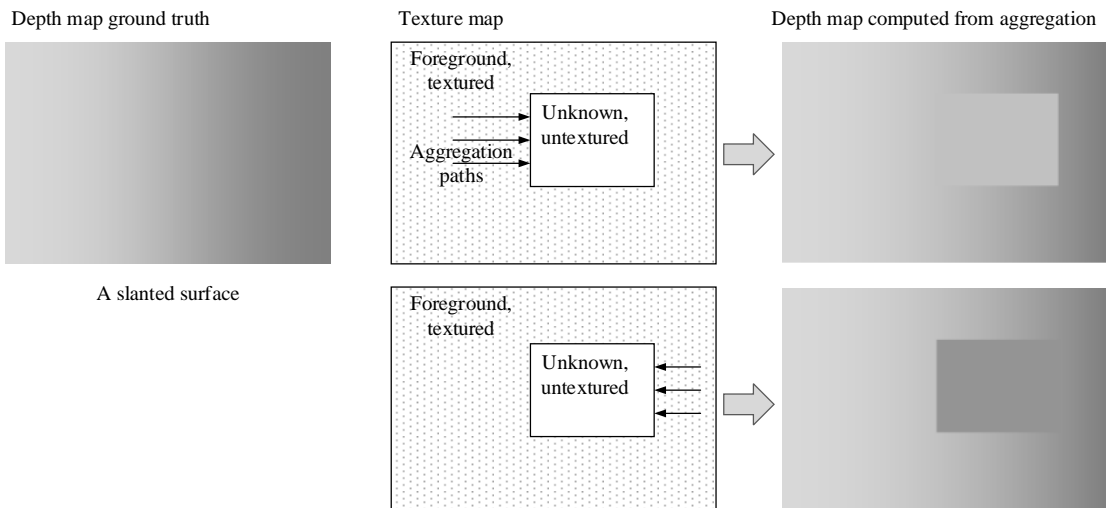 Depth map ground truth
Texture map
Depth map computed from aggregation
Foreground,
textured
Unknown,
untextured
Aggregation
paths
A slanted surface
Foreground,
textured
Unknown,
untextured